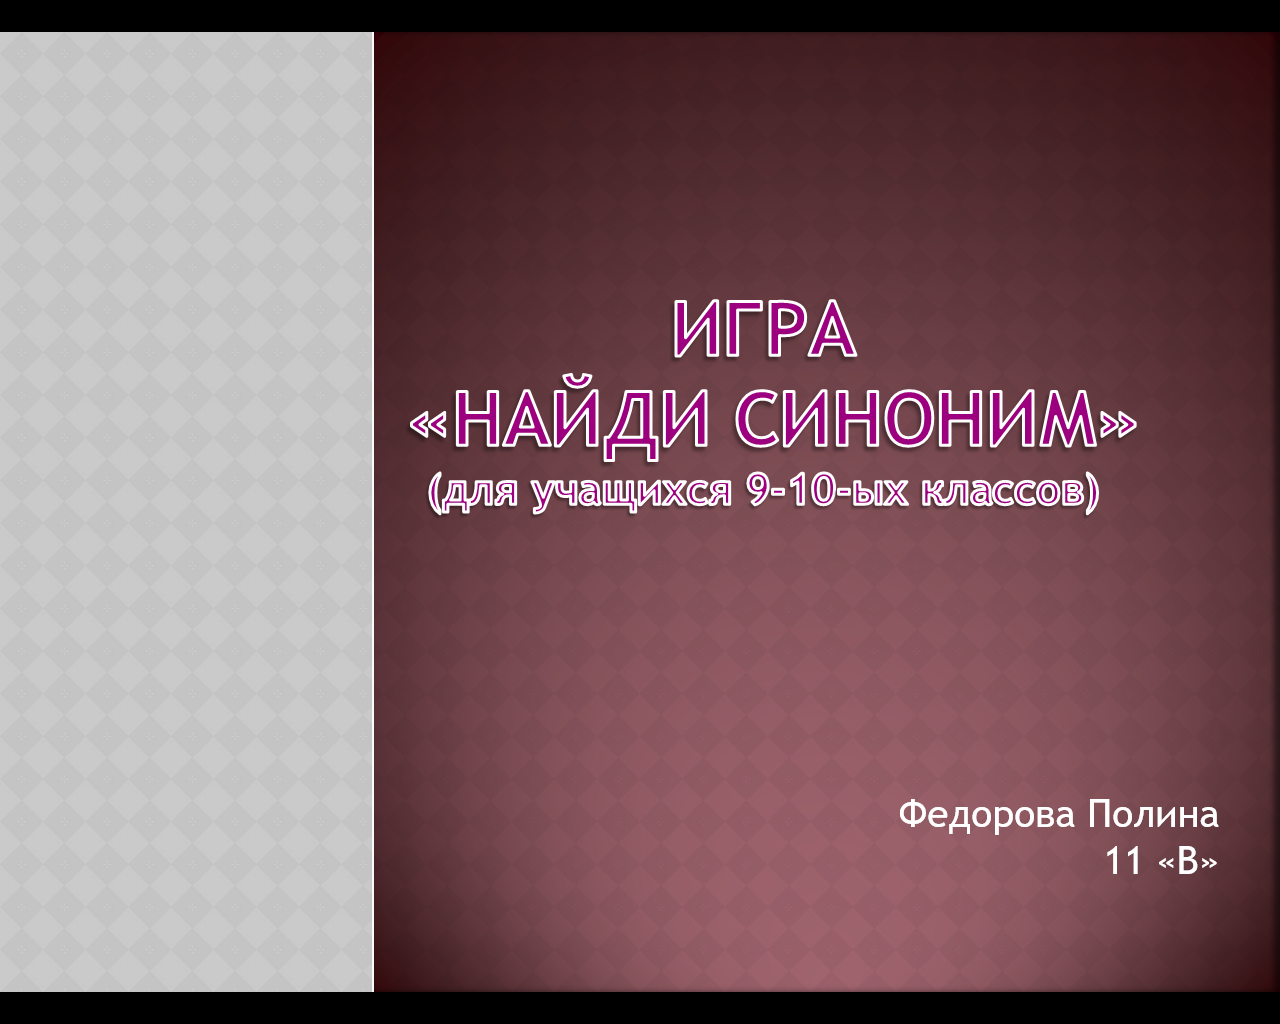 ИГРА
«НАЙДИ СИНОНИМ»
(для учащихся 9-10-ых классов)
Федорова Полина
11 «В»